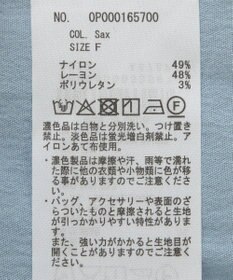 NO. 0P000165700
COL. Sax
SIZE F
ナイロン 49%
レーヨン 48%
ポリウレタン 3%
濃色品は白物と分別洗い。つけ置き
禁止。淡色品は蛍光増白剤禁止。ア
イロンあて布使用。
・濃色製品は摩擦や汗、雨等で濡れ
た際に他の衣類や小物類に色が移
る事がありますのでご注意くださ
い。
・バッグ、アクセサリーや表面のざ
らついたものと摩擦されると生地
が引っかかりやすい特性がありま
す。
また、強い力がかかると生地目が
開くことがありますのでご注意く
ださい。